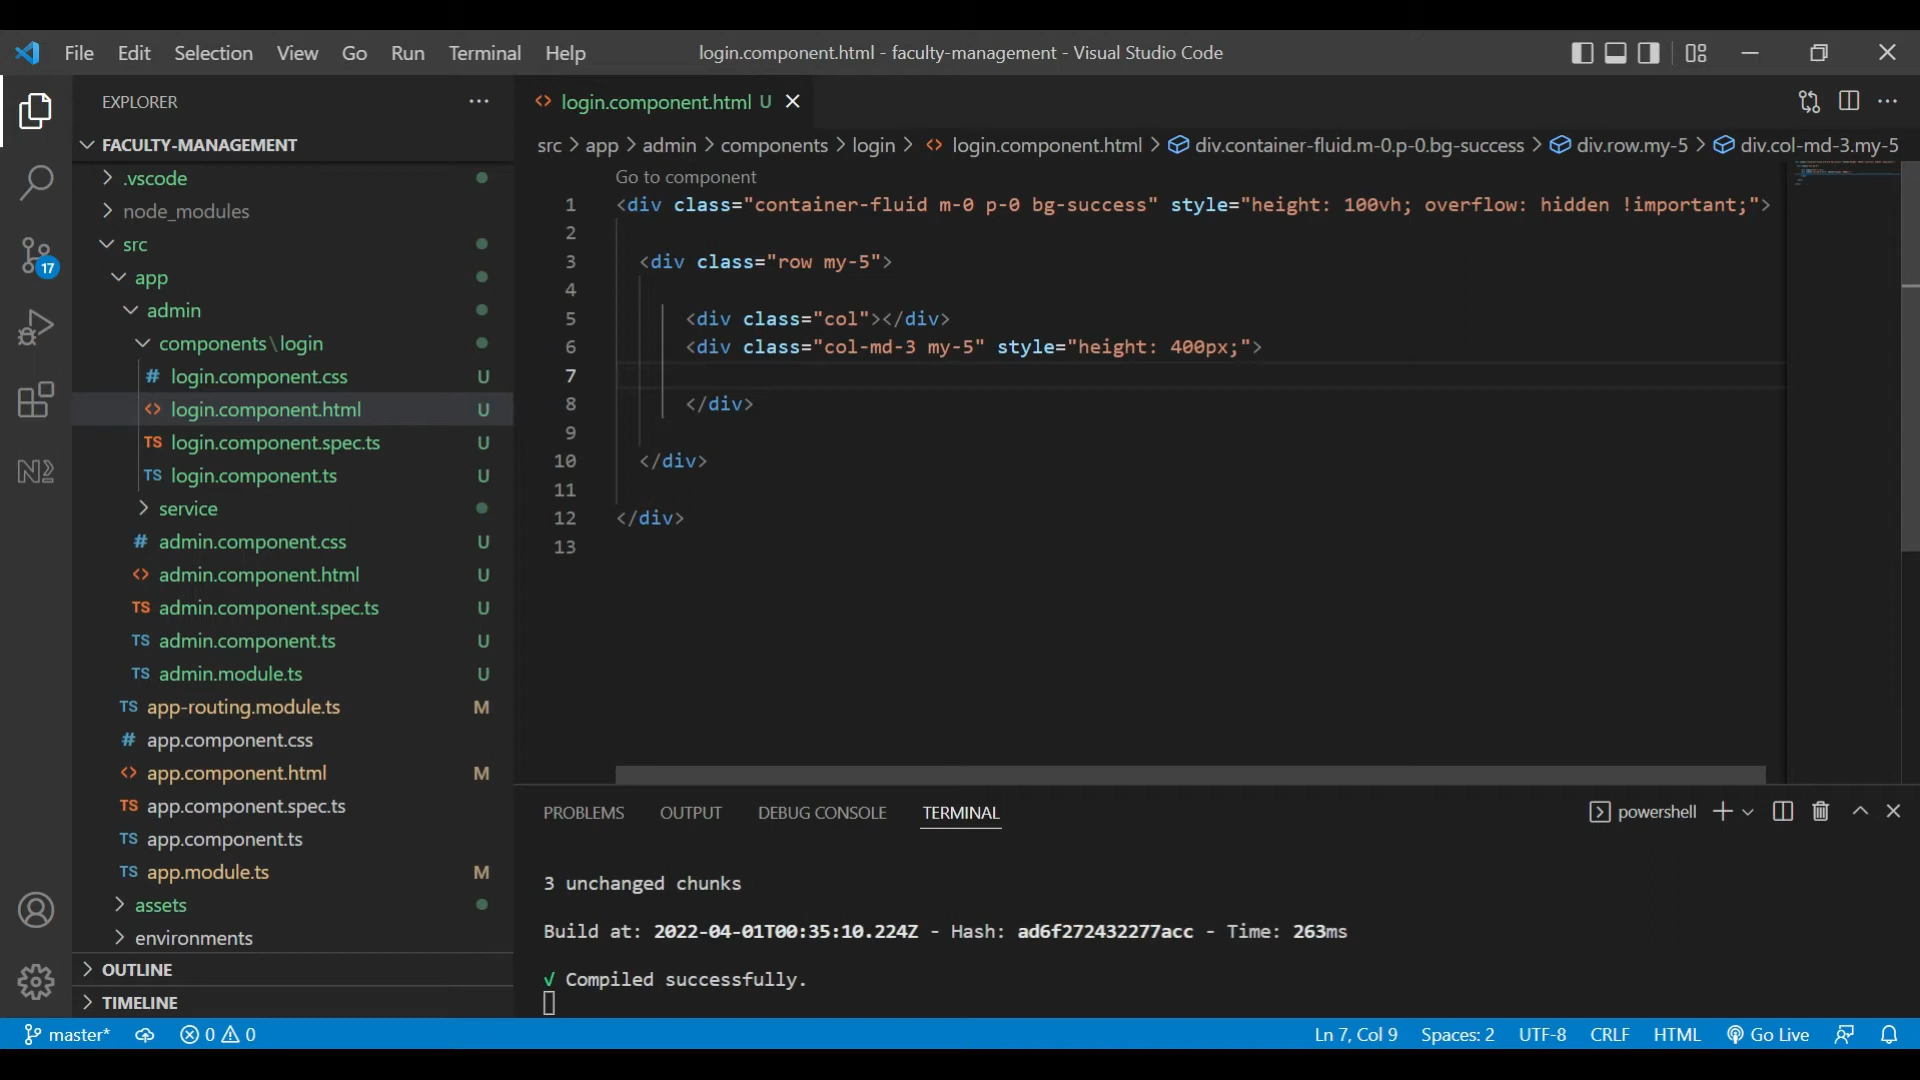 File Edit Selection View Go Run Terminal Help login.component.html - faculty-management - Visual Studio Code
EXPLORER
FACULTY-MANAGEMENT
.vscode
node_modules
src
app
admin
components\login
# login.component.css U
<> login.component.html U
TS login.component.spec.ts U
TS login.component.ts U
service
# admin.component.css U
<> admin.component.html U
TS admin.component.spec.ts U
TS admin.component.ts U
TS admin.module.ts U
TS app-routing.module.ts M
# app.component.css
<> app.component.html M
TS app.component.spec.ts
TS app.component.ts
TS app.module.ts M
assets
environments
OUTLINE
TIMELINE
17
<> login.component.html U
src > app > admin > components > login > <> login.component.html > div.container-fluid.m-0.p-0.bg-success > div.row.my-5 > div.col-md-3.my-5
Go to component
1 <div class="container-fluid m-0 p-0 bg-success" style="height: 100vh; overflow: hidden !important;">
2
3 <div class="row my-5">
4
5 <div class="col"></div>
6 <div class="col-md-3 my-5" style="height: 400px;">
7
8 </div>
9
10 </div>
11
12 </div>
13
PROBLEMS OUTPUT DEBUG CONSOLE TERMINAL powershell
3 unchanged chunks
Build at: 2022-04-01T00:35:10.224Z - Hash: ad6f272432277acc - Time: 263ms
√ Compiled successfully.
master* 0 0 Ln 7, Col 9 Spaces: 2 UTF-8 CRLF HTML Go Live